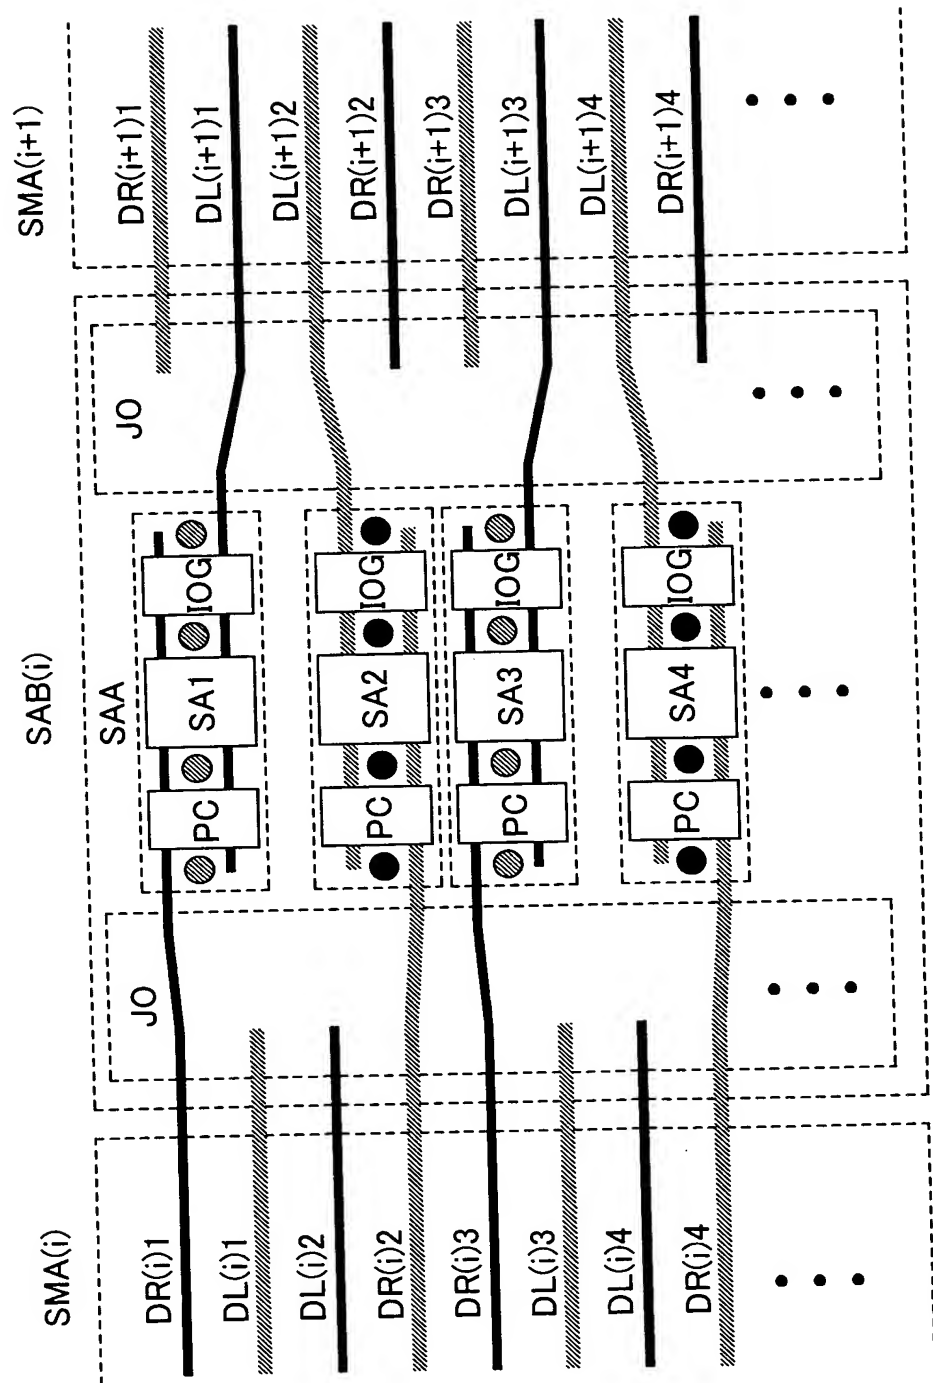 SMA(i)
DR(i)1
DL(i)1
DL(i)2
DR(i)2
DR(i)3
DL(i)3
DL(i)4
DR(i)4
SAB(i)
JO
SAA
PC
SA1
IOG
PC
SA2
IOG
PC
SA3
IOG
PC
SA4
IOG
JO
SMA(i+1)
DR(i+1)1
DL(i+1)1
DL(i+1)2
DR(i+1)2
DR(i+1)3
DL(i+1)3
DL(i+1)4
DR(i+1)4